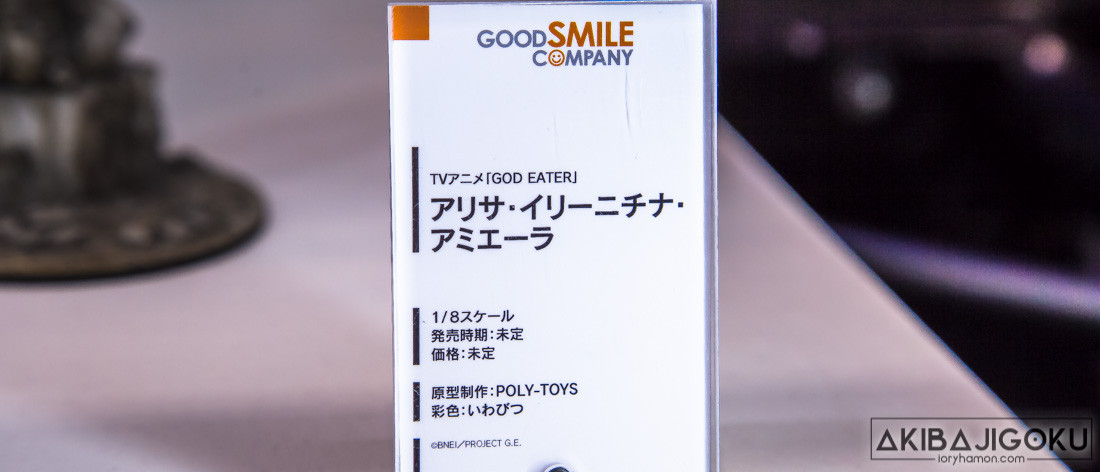 GOODSMILE
COMPANY
TVアニメ「GOD EATER」
アリサ・イリーニチナ・
アミエーラ
1/8スケール
発売時期：未定
価格：未定
原型制作：POLY-TOYS
彩色：いわびつ
©BNEI／PROJECT G.E.
AKIBAJIGOKU
ioryhamon.com